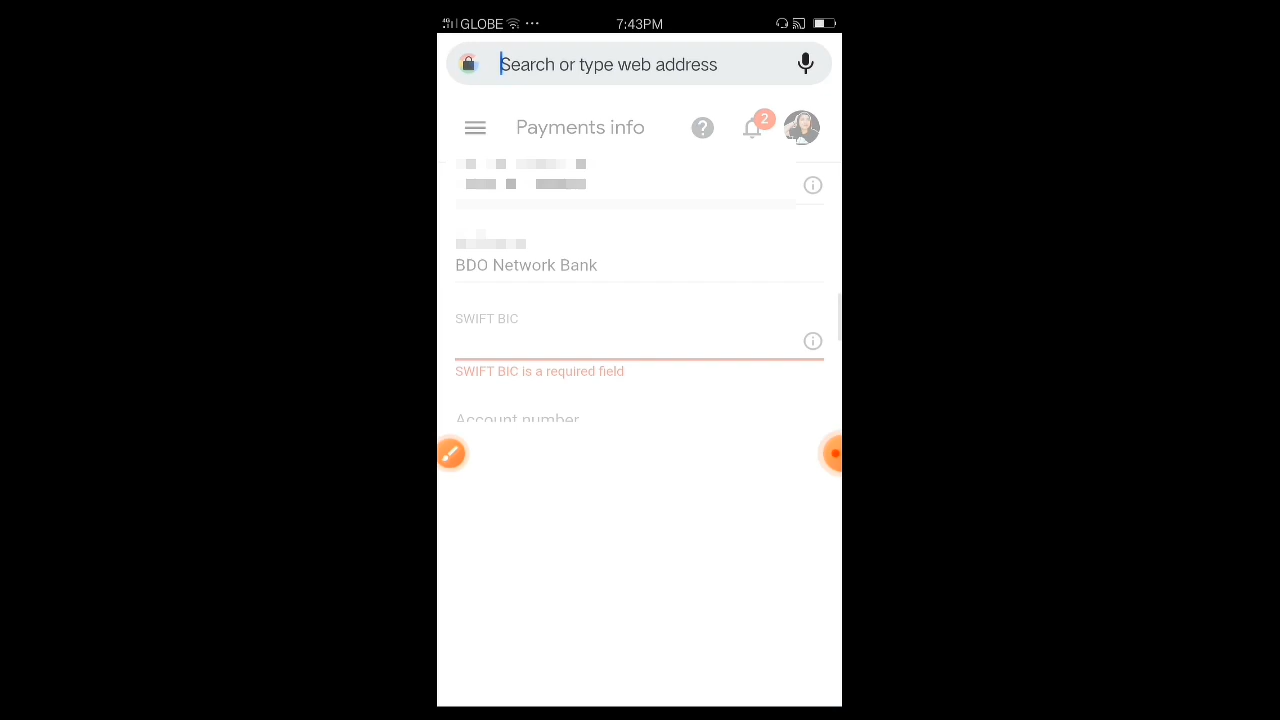 4G GLOBE ... 7:43PM
Search or type web address
Payments info 2
BDO Network Bank
SWIFT BIC
SWIFT BIC is a required field
Account number